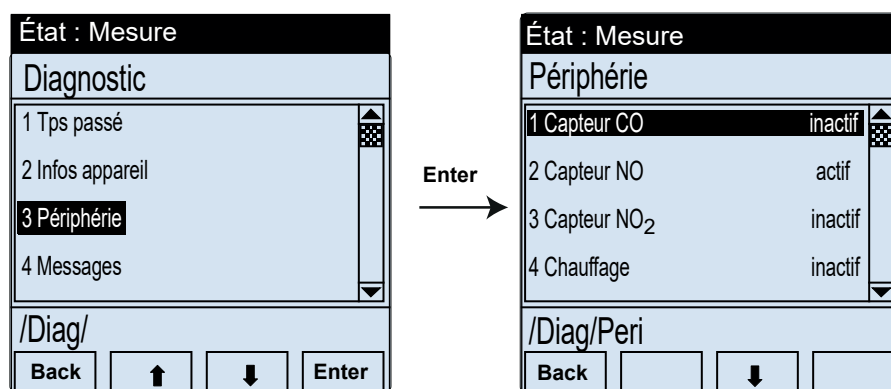 État : Mesure
Diagnostic
1 Tps passé
2 Infos appareil
3 Périphérie
4 Messages
/Diag/
Back
Enter
Enter
État : Mesure
Périphérie
1 Capteur CO inactif
2 Capteur NO actif
3 Capteur NO2 inactif
4 Chauffage inactif
/Diag/Peri
Back